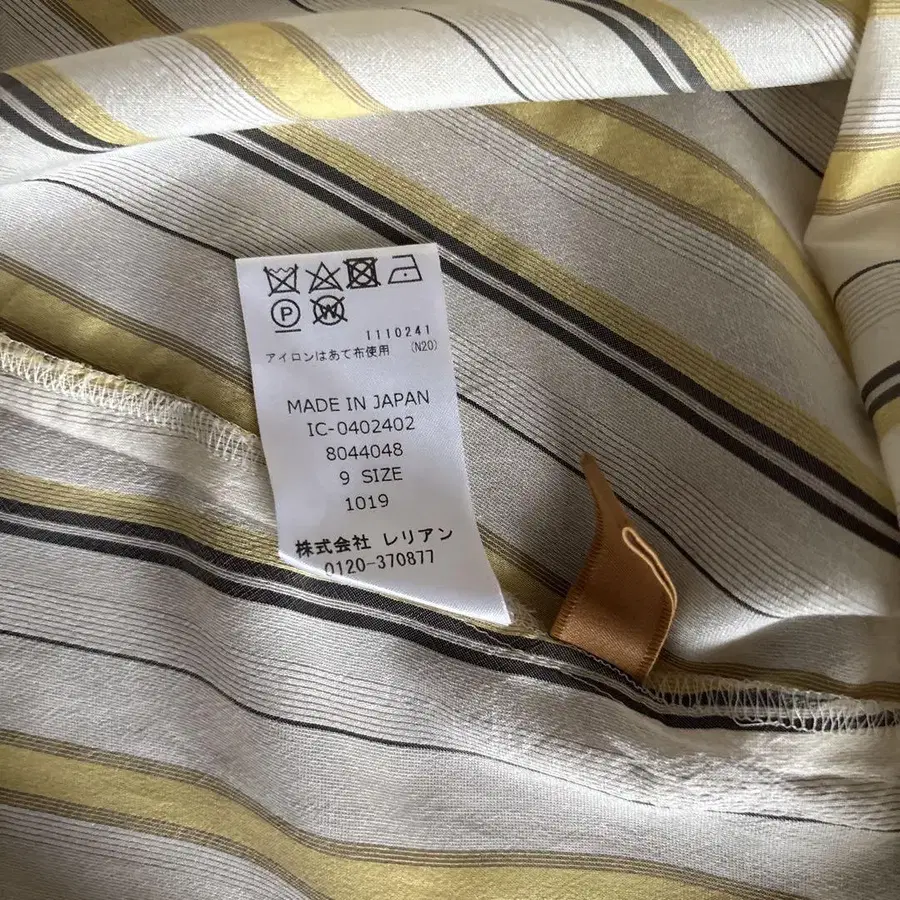 P W
1110241
アイロンはあて布使用 (N20)
MADE IN JAPAN
IC-0402402
8044048
9 SIZE
1019
株式会社 レリアン
0120-370877